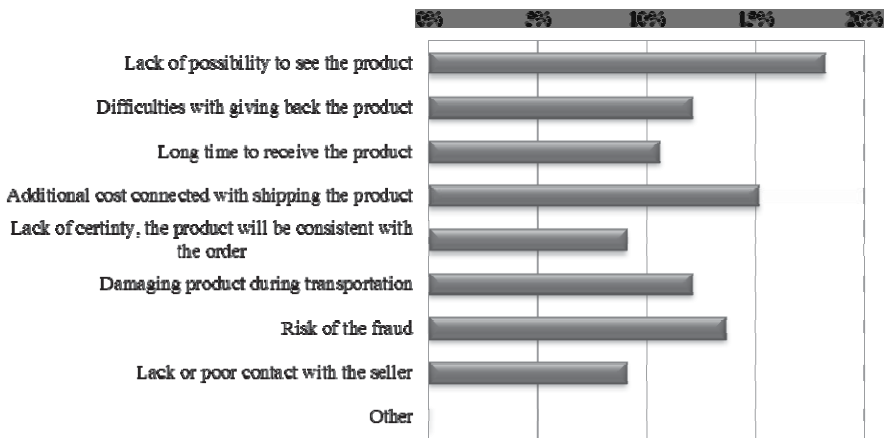 0% 5% 10% 15% 20%
Lack of possibility to see the product
Difficulties with giving back the product
Long time to receive the product
Additional cost connected with shipping the product
Lack of certinty, the product will be consistent with
the order
Damaging product during transportation
Risk of the fraud
Lack or poor contact with the seller
Other